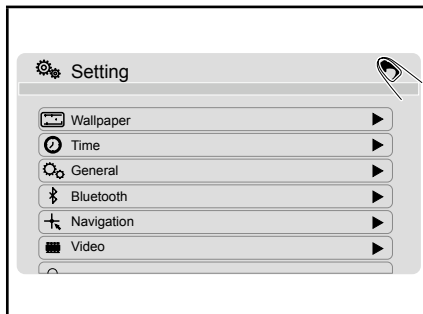 Setting
Wallpaper
Time
General
Bluetooth
Navigation
Video